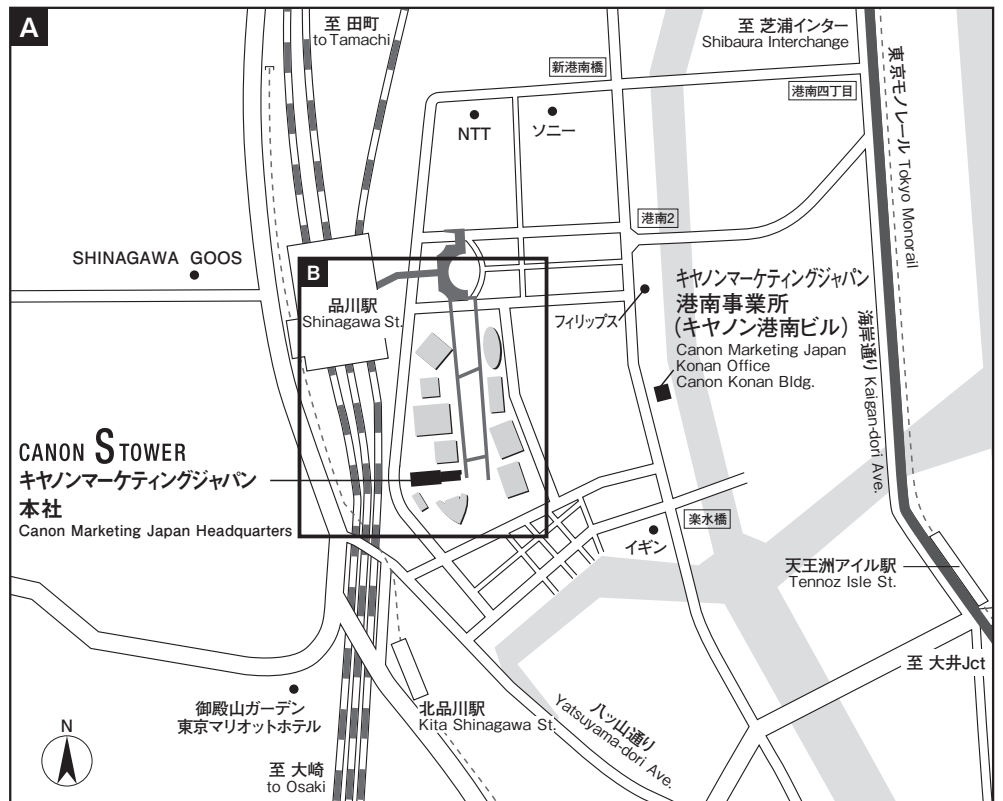 A
至 田町
to Tamachi
至 芝浦インター
Shibaura Interchange
新港南橋
港南四丁目
NTT
ソニー
東京モノレール Tokyo Monorail
港南2
SHINAGAWA GOOS
B
品川駅
Shinagawa St.
フィリップス
キヤノンマーケティングジャパン
港南事業所
(キヤノン港南ビル)
Canon Marketing Japan
Konan Office
Canon Konan Bldg.
海岸通り Kaigan-dori Ave.
CANON S TOWER
キヤノンマーケティングジャパン
本社
Canon Marketing Japan Headquarters
楽水橋
イギン
天王洲アイル駅
Tennoz Isle St.
至 大井Jct
御殿山ガーデン
東京マリオットホテル
北品川駅
Kita Shinagawa St.
八ッ山通り
Yatsuyama-dori Ave.
N
至 大崎
to Osaki